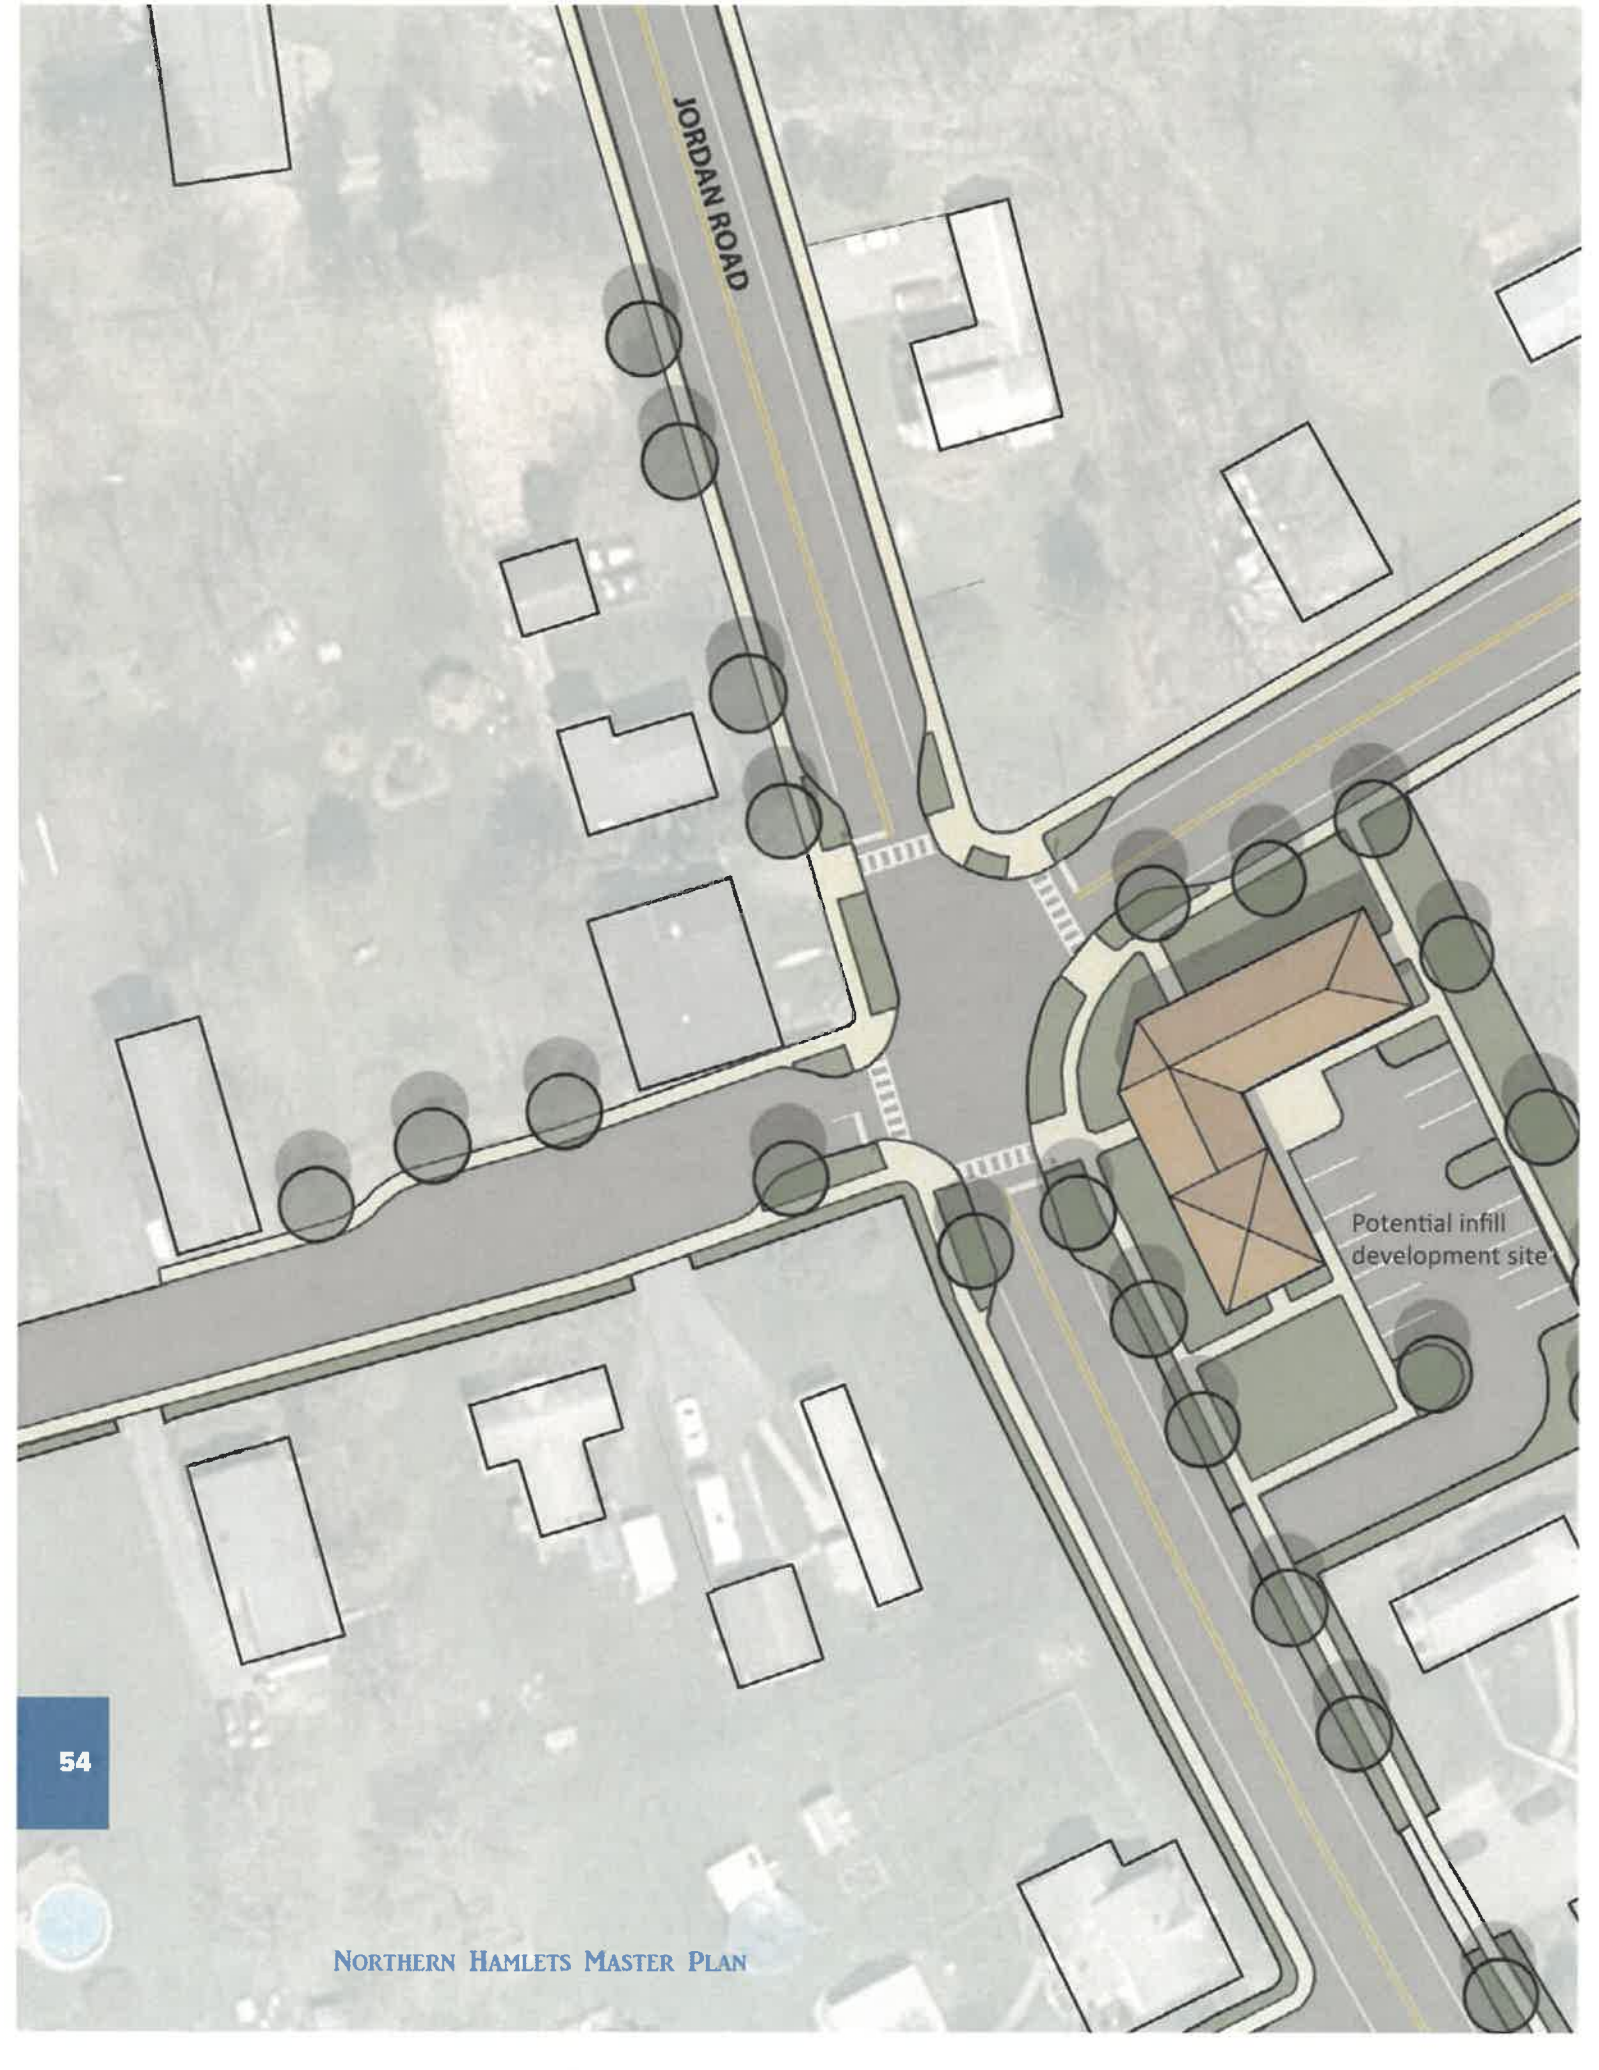 JORDAN ROAD
Potential infill
development site
54
NORTHERN HAMLETS MASTER PLAN